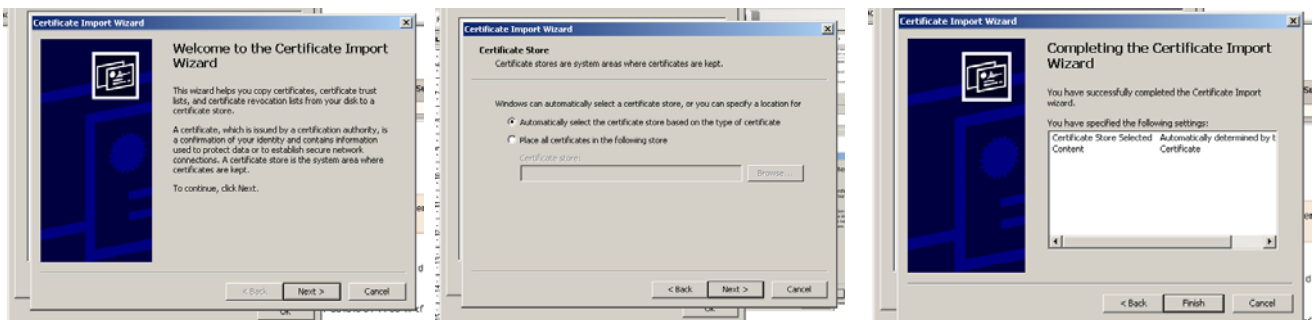 Certificate Import Wizard
Welcome to the Certificate Import
Wizard
This wizard helps you copy certificates, certificate trust
lists, and certificate revocation lists from your disk to a
certificate store.
A certificate, which is issued by a certification authority, is
a confirmation of your identity and contains information
used to protect data or to establish secure network
connections. A certificate store is the system area where
certificates are kept.
To continue, click Next.
< Back
Next >
Cancel
Certificate Import Wizard
Certificate Store
Certificate stores are system areas where certificates are kept.
Windows can automatically select a certificate store, or you can specify a location for
Automatically select the certificate store based on the type of certificate
Place all certificates in the following store
Certificate store:
Browse...
< Back
Next >
Cancel
Certificate Import Wizard
Completing the Certificate Import
Wizard
You have successfully completed the Certificate Import
wizard.
You have specified the following settings:
Certificate Store Selected Automatically determined by t
Content Certificate
< Back
Finish
Cancel